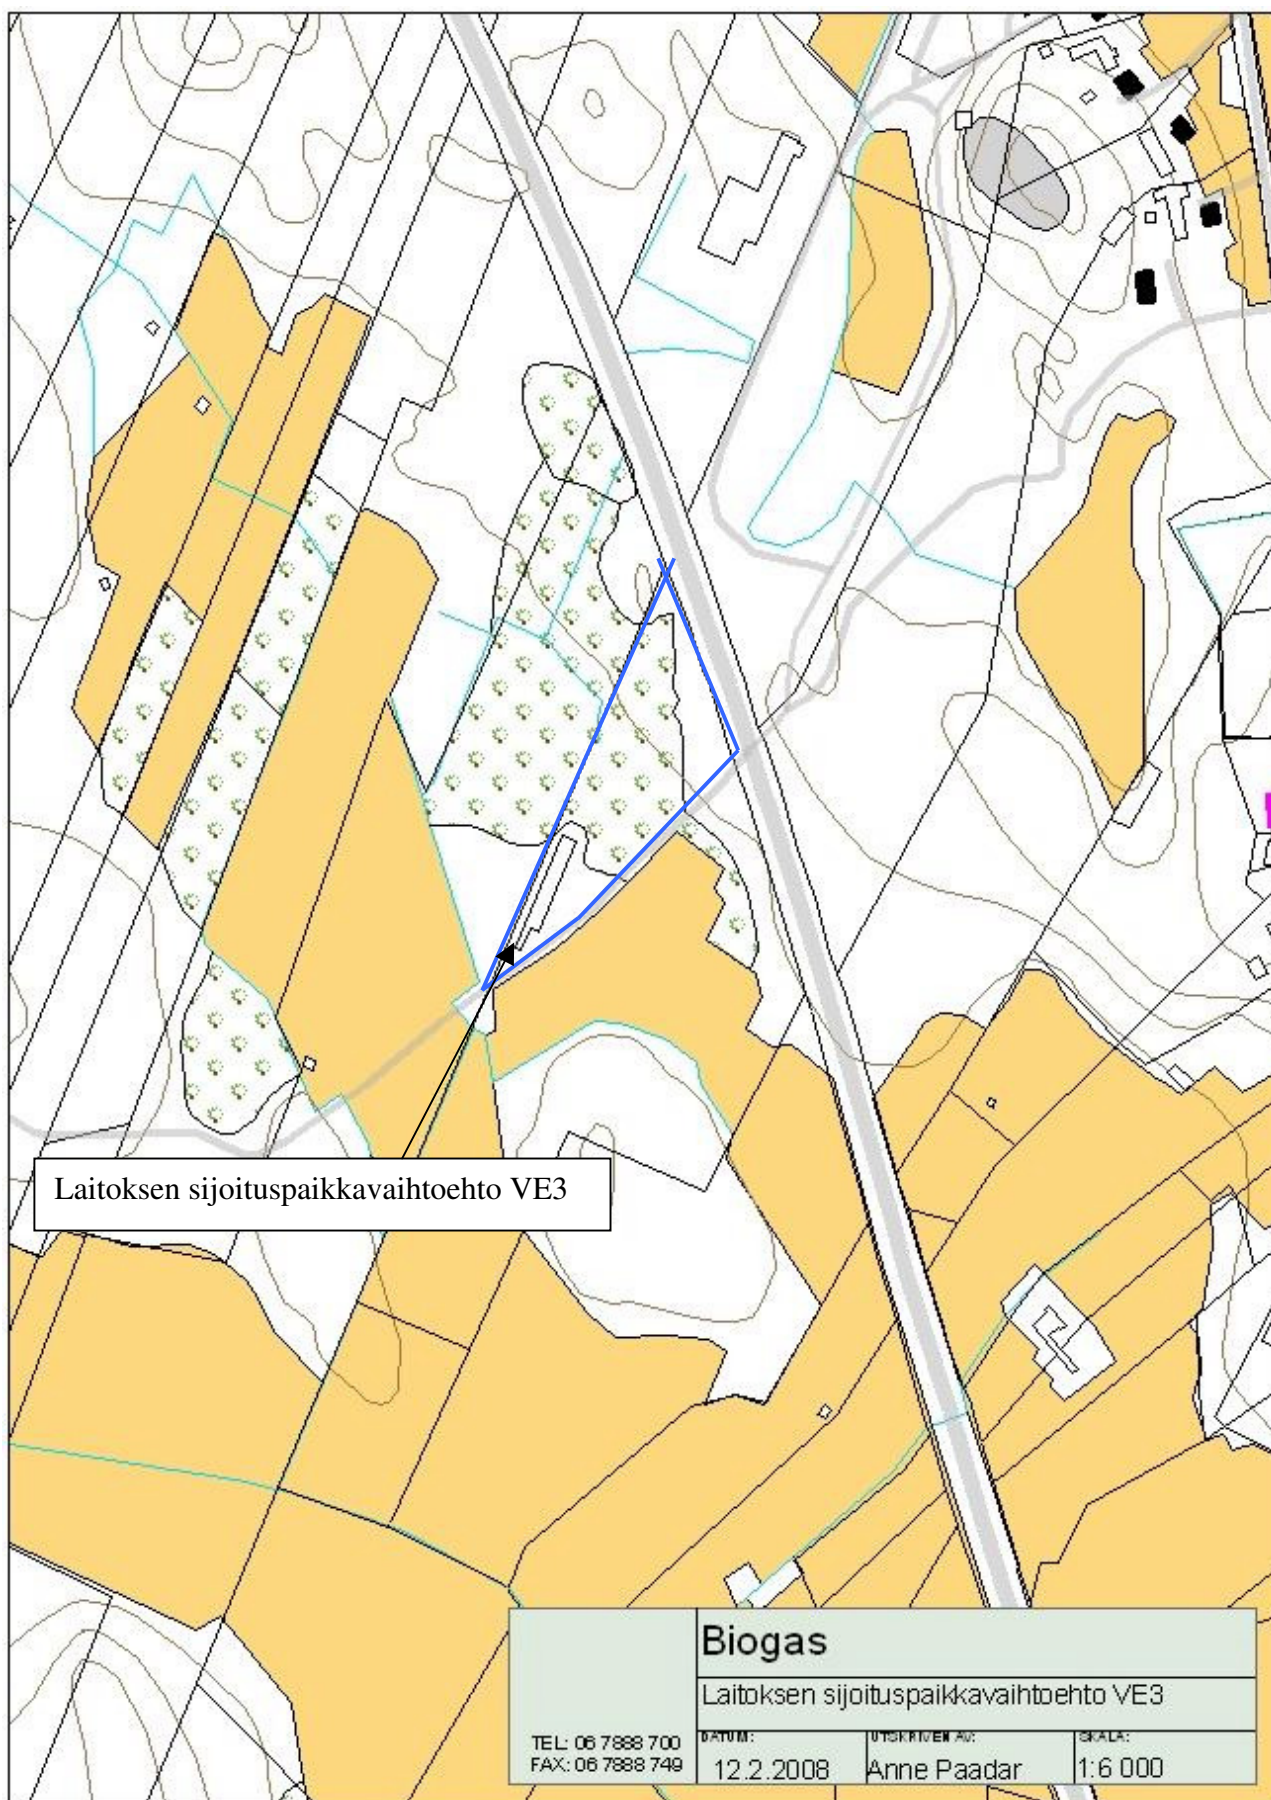 Laitoksen sijoituspaikkavaihtoehto VE3
Biogas
Laitoksen sijoituspaikkavaihtoehto VE3
TEL: 06 7888 700
FAX: 06 7888 749
DATUM:
12.2.2008
UTSKRIVEN AV:
Anne Paadar
SKALA:
1:6 000